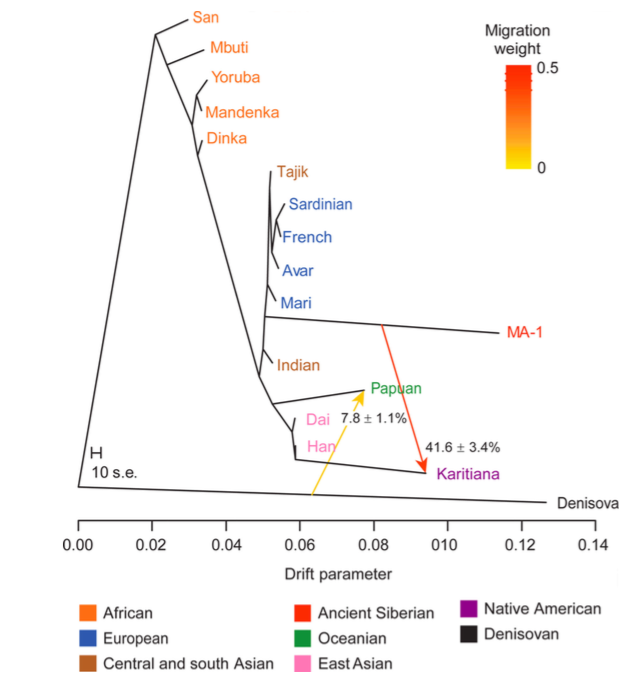 San
Mbuti
Yoruba
Mandenka
Dinka
Migration
weight
0.5
0
Tajik
Sardinian
French
Avar
Mari
MA-1
Indian
Papuan
Dai
7.8 ± 1.1%
Han
41.6 ± 3.4%
Karitiana
H
10 s.e.
Denisova
0.00 0.02 0.04 0.06 0.08 010 0.12 0.14
Drift parameter
African
Ancient Siberian
Native American
European
Oceanian
Denisovan
Central and south Asian
East Asian